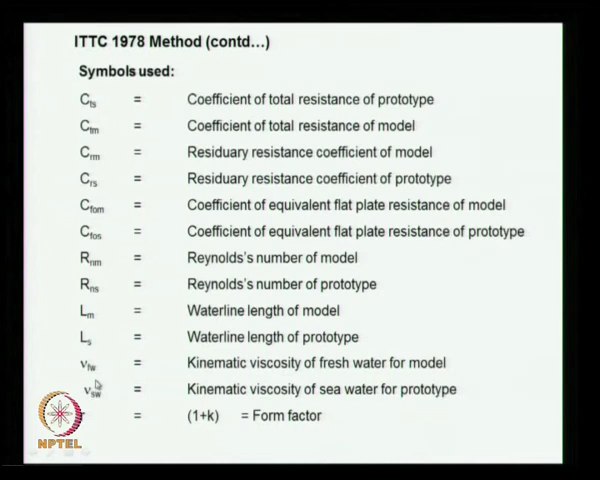 ITTC 1978 Method (contd...)
Symbols used:
Cts = Coefficient of total resistance of prototype
Ctm = Coefficient of total resistance of model
Crm = Residuary resistance coefficient of model
Crs = Residuary resistance coefficient of prototype
Cfom = Coefficient of equivalent flat plate resistance of model
Cfos = Coefficient of equivalent flat plate resistance of prototype
Rnm = Reynolds's number of model
Rns = Reynolds's number of prototype
Lm = Waterline length of model
Ls = Waterline length of prototype
νfw = Kinematic viscosity of fresh water for model
νsw = Kinematic viscosity of sea water for prototype
= (1+k) = Form factor
NPTEL